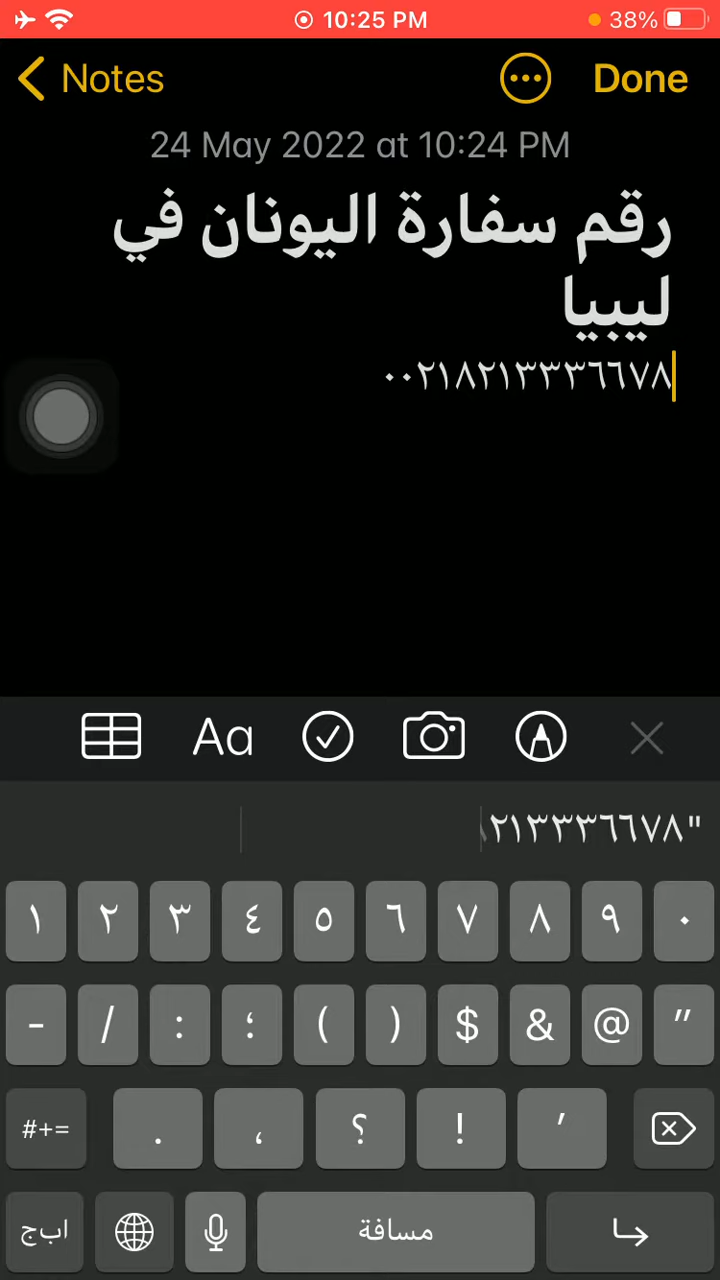 10:25 PM
38%
Notes
Done
24 May 2022 at 10:24 PM
رقم سفارة اليونان في
ليبيا
٠٠٢١٨٢١٣٣٣٦٦٧٨
Aa
٢١٣٣٣٦٦٧٨"
١ ٢ ٣ ٤ ٥ ٦ ٧ ٨ ٩ ٠
- / : ؛ ( ) $ & @ "
#+= . ، ؟ ! '
اب‌ج مسافة